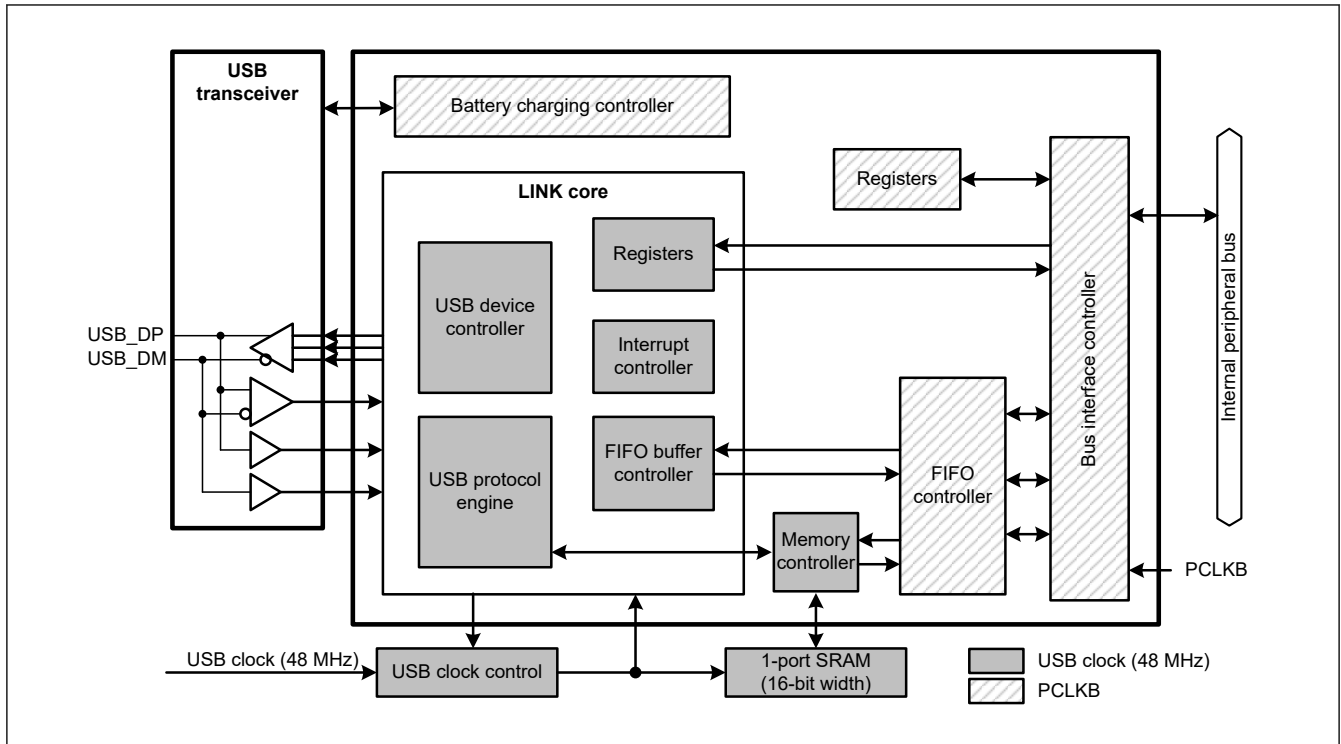 USB
transceiver
Battery charging controller
LINK core
Registers
Registers
USB device
controller
Interrupt
controller
USB_DP
USB_DM
USB protocol
engine
FIFO buffer
controller
FIFO
controller
Memory
controller
Bus interface controller
Internal peripheral bus
PCLKB
USB clock (48 MHz)
USB clock control
1-port SRAM
(16-bit width)
USB clock (48 MHz)
PCLKB